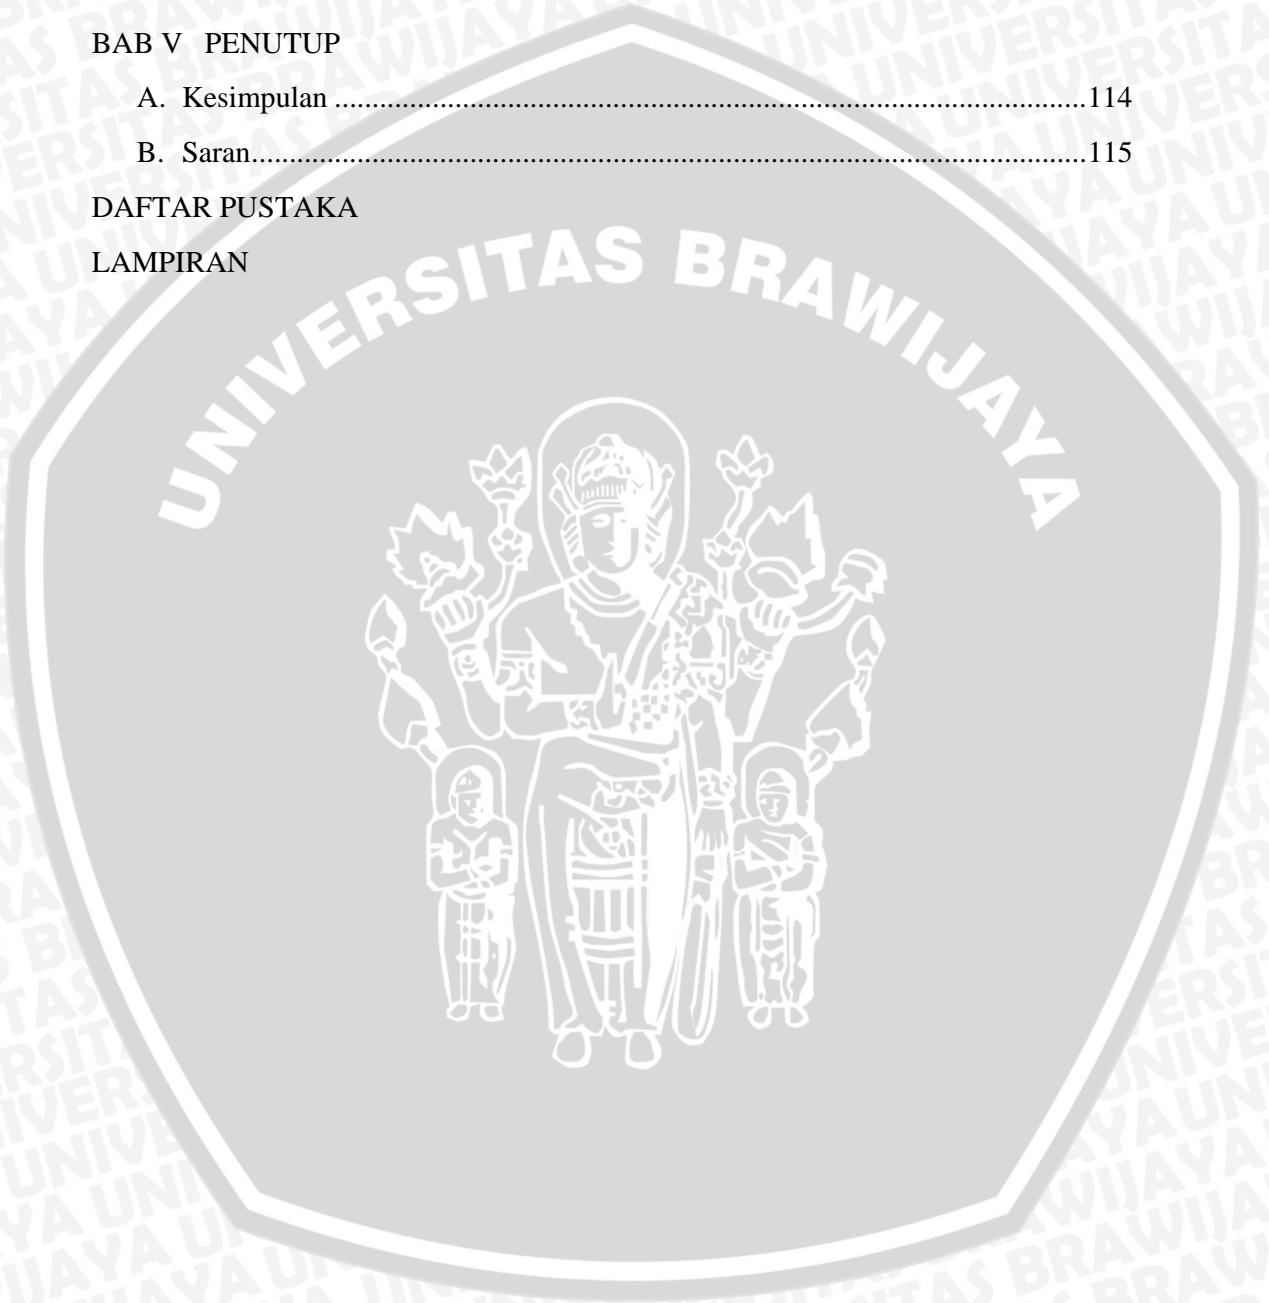 BAB V PENUTUP
A. Kesimpulan ....................................................................................................114
B. Saran...............................................................................................................115
DAFTAR PUSTAKA
LAMPIRAN
UNIVERSITAS BRAWIJAYA